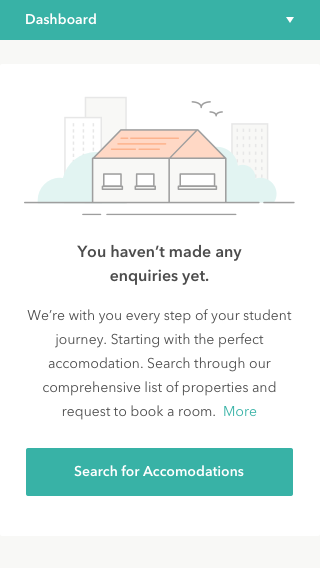 Dashboard
You haven’t made any
enquiries yet.
We’re with you every step of your student
journey. Starting with the perfect
accomodation. Search through our
comprehensive list of properties and
request to book a room. More
Search for Accomodations